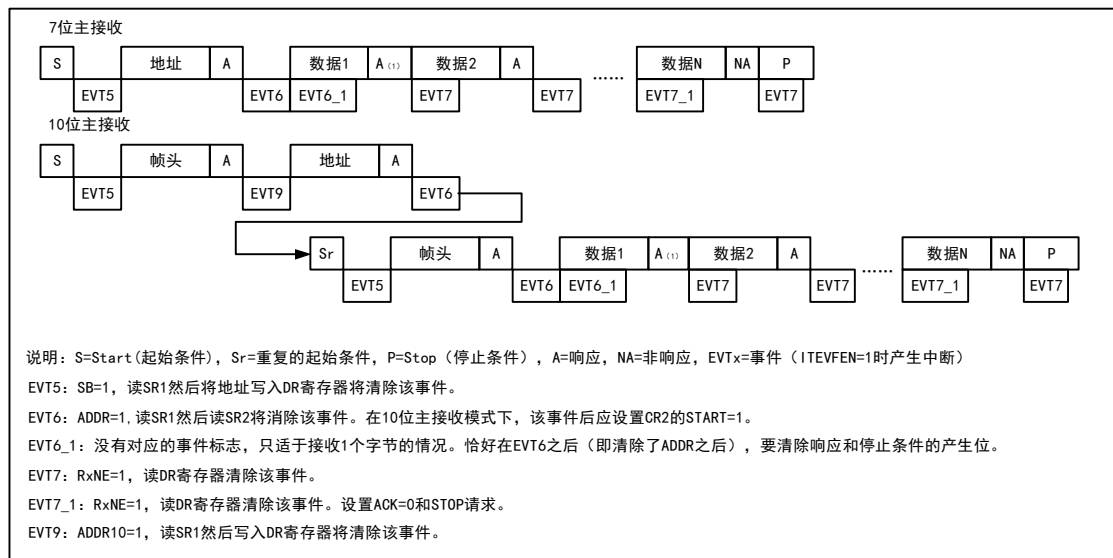 7位主接收
S 地址 A 数据1 A(1) 数据2 A …… 数据N NA P
EVT5 EVT6 EVT6_1 EVT7 EVT7 EVT7_1 EVT7
10位主接收
S 帧头 A 地址 A
EVT5 EVT9 EVT6
Sr 帧头 A 数据1 A(1) 数据2 A …… 数据N NA P
EVT5 EVT6 EVT6_1 EVT7 EVT7 EVT7_1 EVT7
说明：S=Start(起始条件)，Sr=重复的起始条件，P=Stop（停止条件），A=响应，NA=非响应，EVTx=事件（ITEVFEN=1时产生中断）
EVT5：SB=1，读SR1然后将地址写入DR寄存器将清除该事件。
EVT6：ADDR=1,读SR1然后读SR2将消除该事件。在10位主接收模式下，该事件后应设置CR2的START=1。
EVT6_1：没有对应的事件标志，只适于接收1个字节的情况。恰好在EVT6之后（即清除了ADDR之后），要清除响应和停止条件的产生位。
EVT7：RxNE=1，读DR寄存器清除该事件。
EVT7_1：RxNE=1，读DR寄存器清除该事件。设置ACK=0和STOP请求。
EVT9：ADDR10=1，读SR1然后写入DR寄存器将清除该事件。